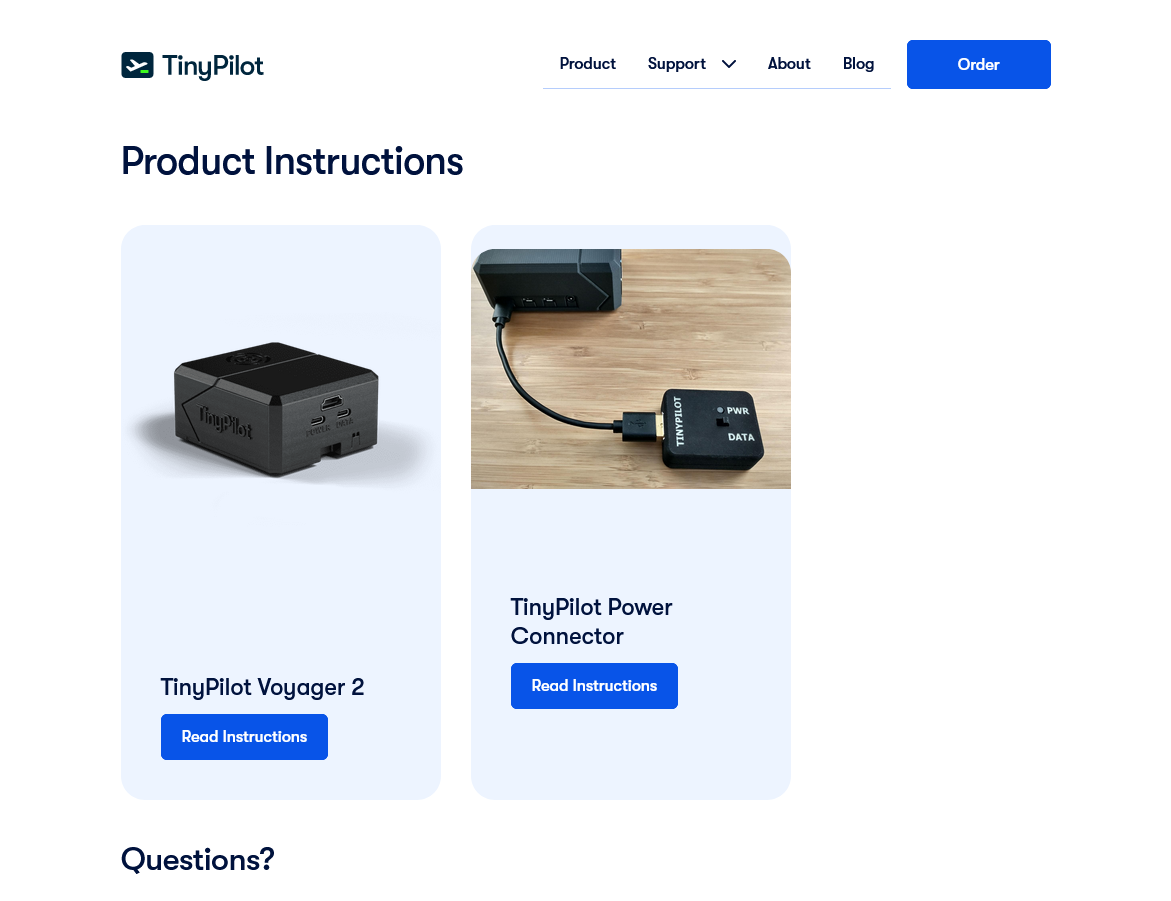 TinyPilot
Product Support About Blog Order
Product Instructions
TinyPilot
POWER DATA
TINYPILOT
PWR
DATA
TinyPilot Voyager 2
Read Instructions
TinyPilot Power
Connector
Read Instructions
Questions?